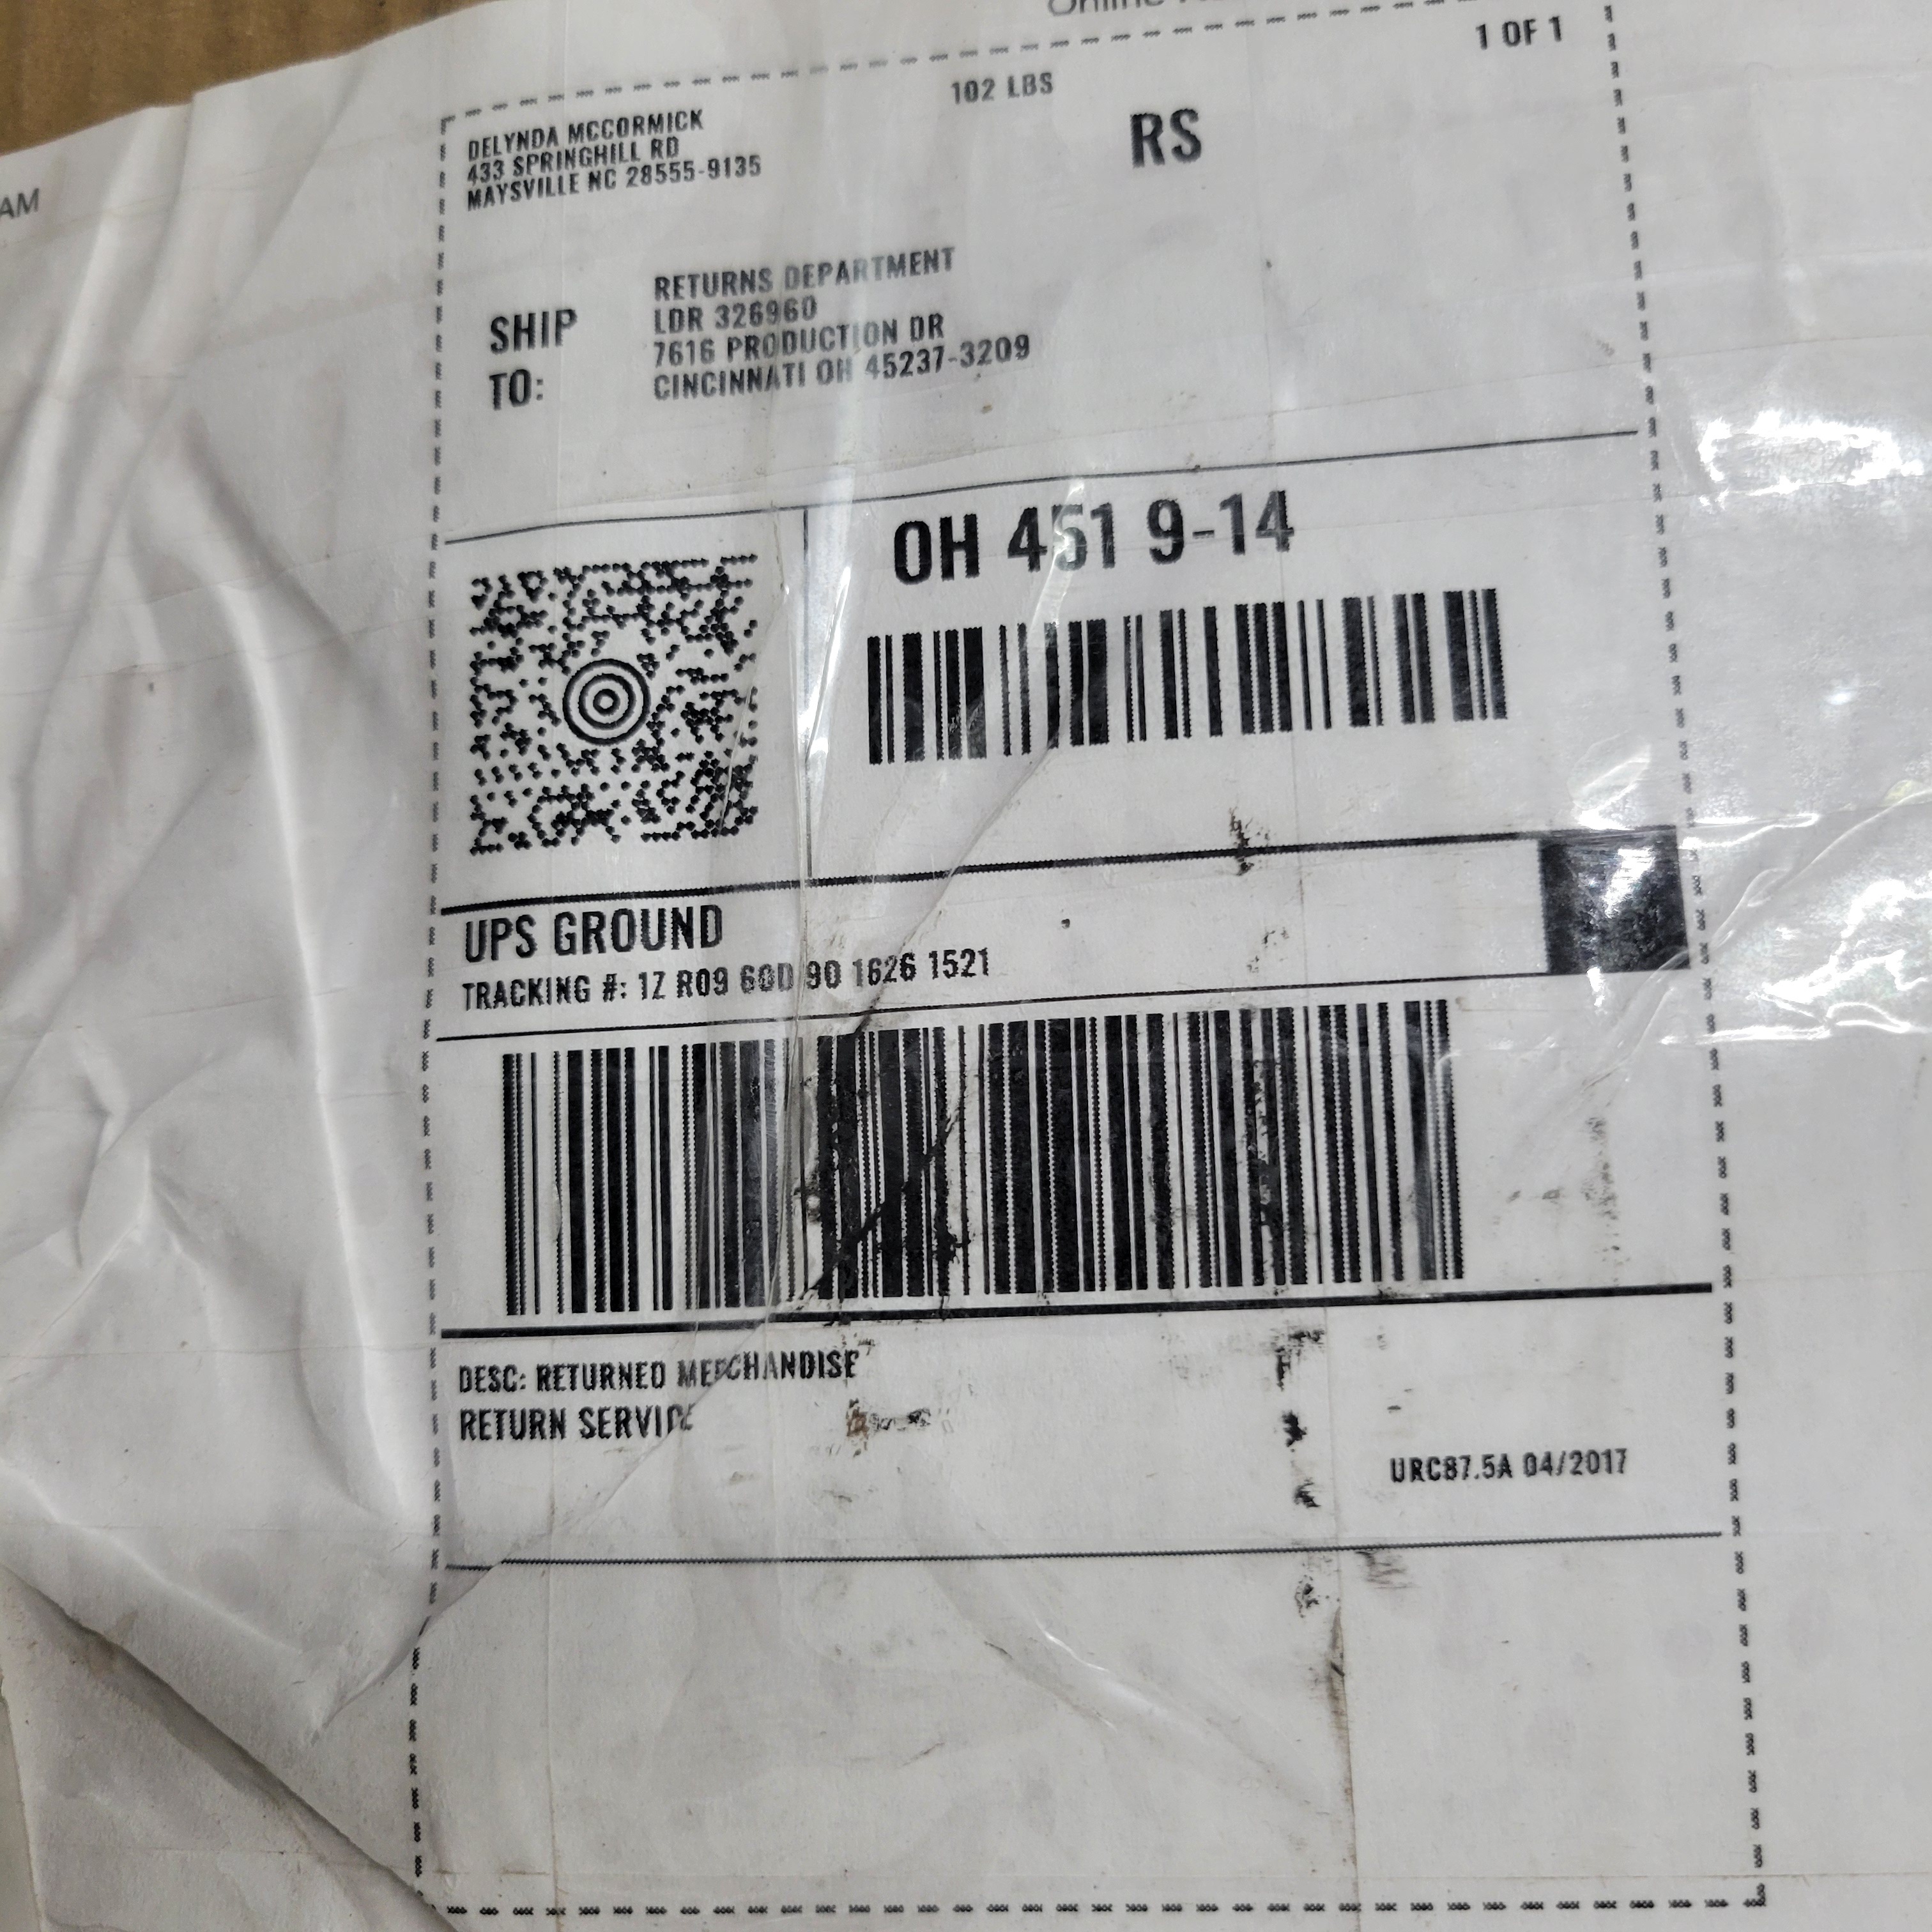 1 OF 1
102 LBS
RS
DELYNDA MCCORMICK
433 SPRINGHILL RD
MAYSVILLE NC 28555-9135
SHIP
TO:
RETURNS DEPARTMENT
LDR 326960
7616 PRODUCTION DR
CINCINNATI OH 45237-3209
OH 451 9-14
UPS GROUND
TRACKING #: 1Z R09 60D 90 1626 1521
DESC: RETURNED MERCHANDISE
RETURN SERVICE
URC87.5A 04/2017
AM